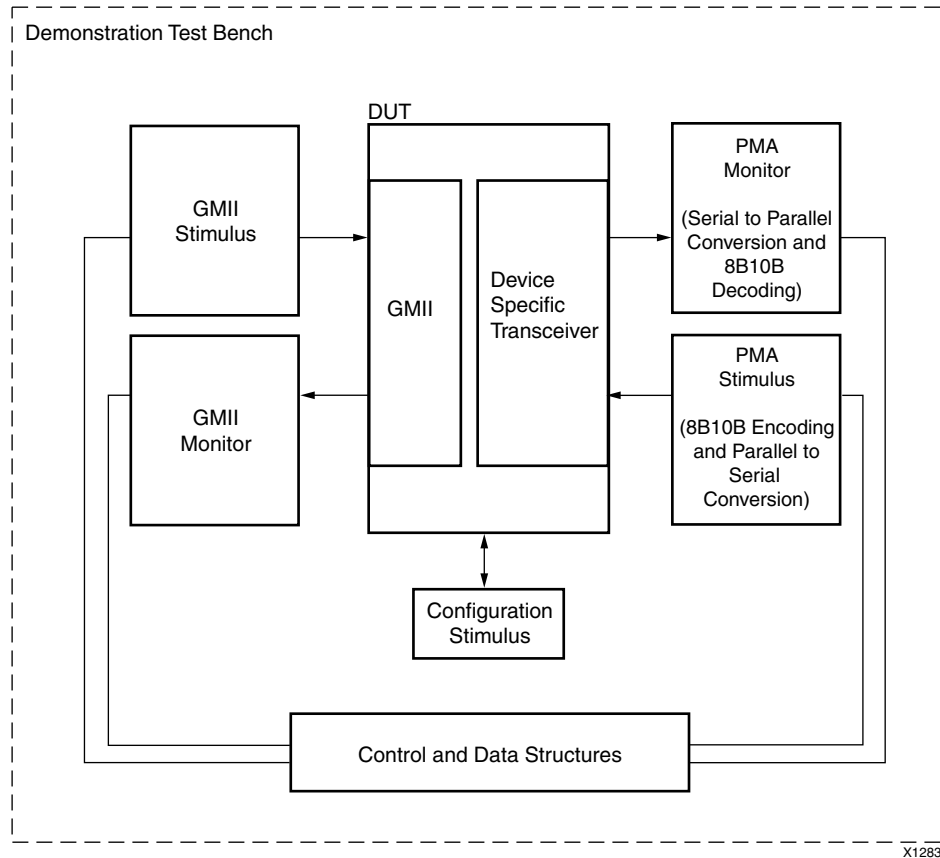 Demonstration Test Bench
DUT
GMII
Stimulus
GMII
Monitor
GMII
Device
Specific
Transceiver
PMA
Monitor
(Serial to Parallel
Conversion and
8B10B
Decoding)
PMA
Stimulus
(8B10B Encoding
and Parallel to
Serial
Conversion)
Configuration
Stimulus
Control and Data Structures
X1283